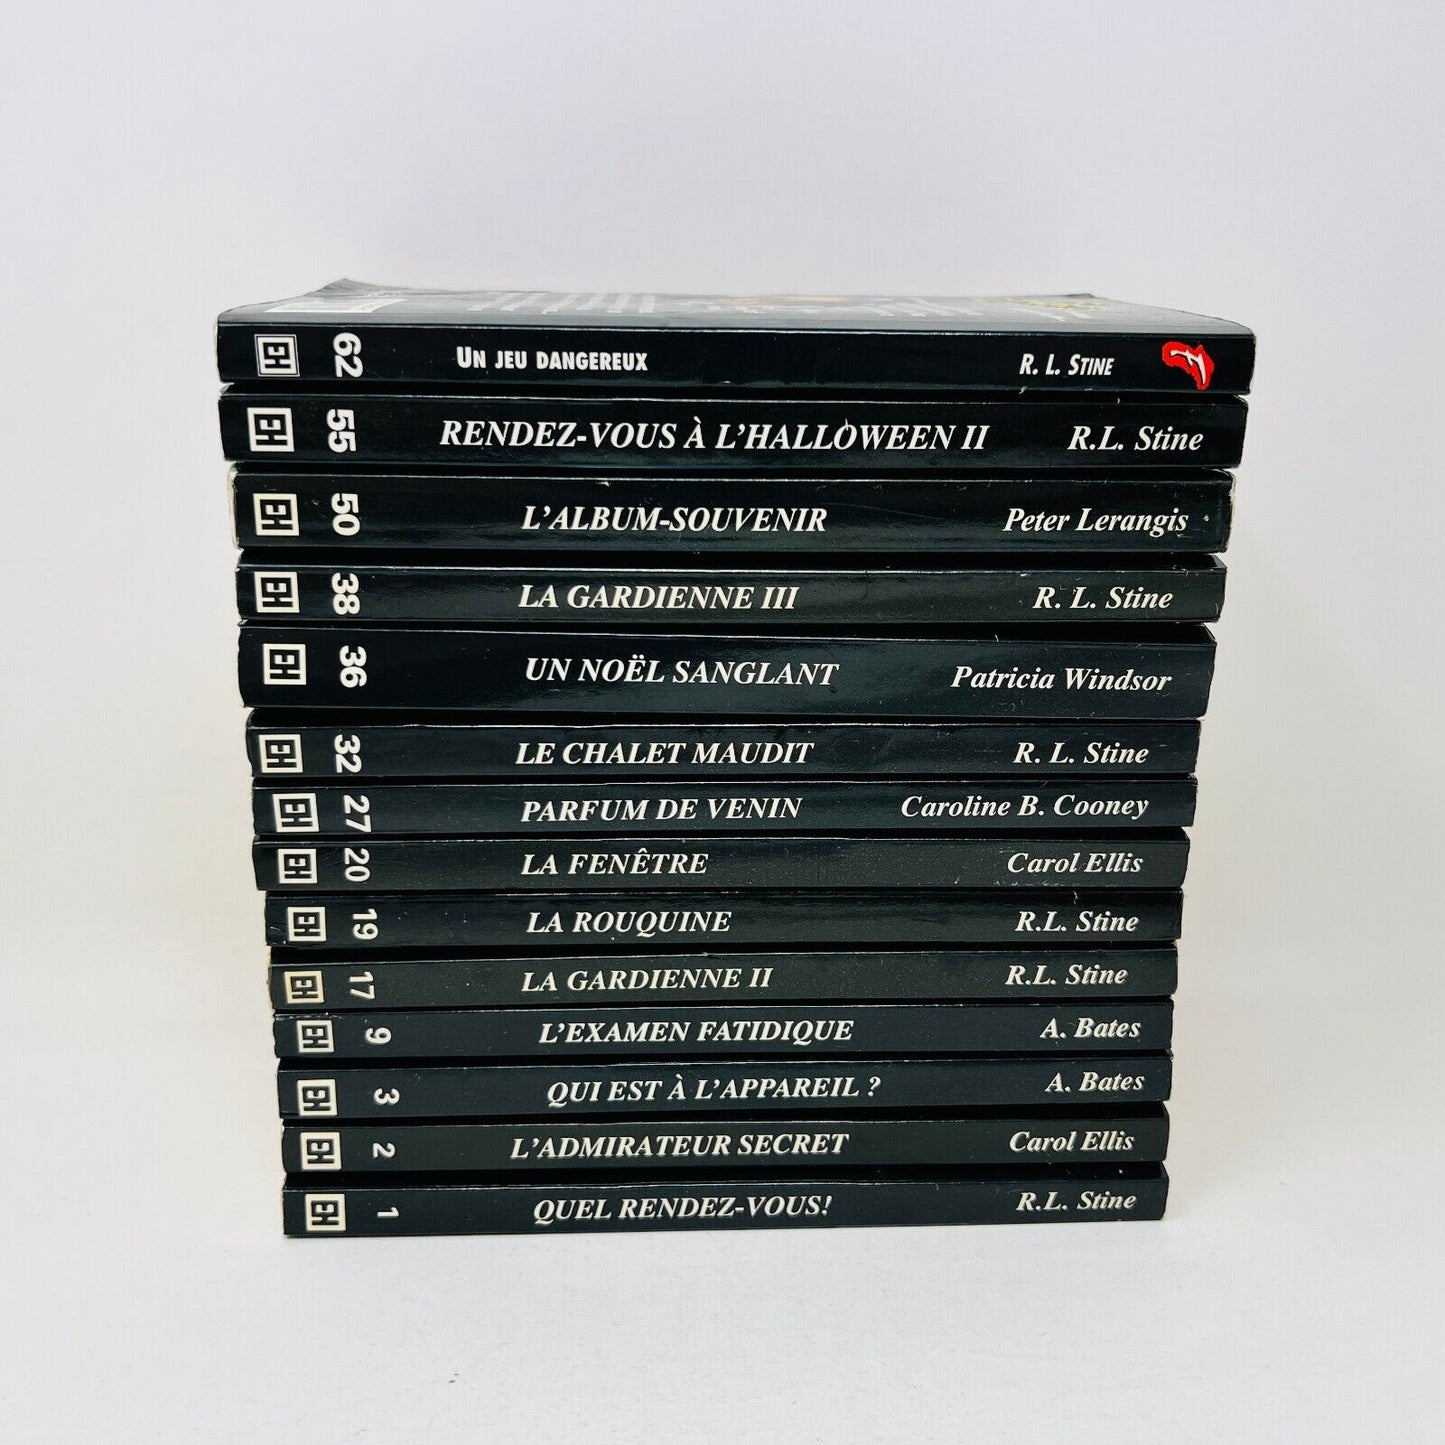 62 UN JEU DANGEREUX R. L. STINE
55 RENDEZ-VOUS À L'HALLOWEEN II R.L. Stine
50 L'ALBUM-SOUVENIR Peter Lerangis
38 LA GARDIENNE III R. L. Stine
36 UN NOËL SANGLANT Patricia Windsor
32 LE CHALET MAUDIT R. L. Stine
27 PARFUM DE VENIN Caroline B. Cooney
20 LA FENÊTRE Carol Ellis
19 LA ROUQUINE R.L. Stine
17 LA GARDIENNE II R.L. Stine
9 L'EXAMEN FATIDIQUE A. Bates
3 QUI EST À L'APPAREIL ? A. Bates
2 L'ADMIRATEUR SECRET Carol Ellis
1 QUEL RENDEZ-VOUS! R.L. Stine